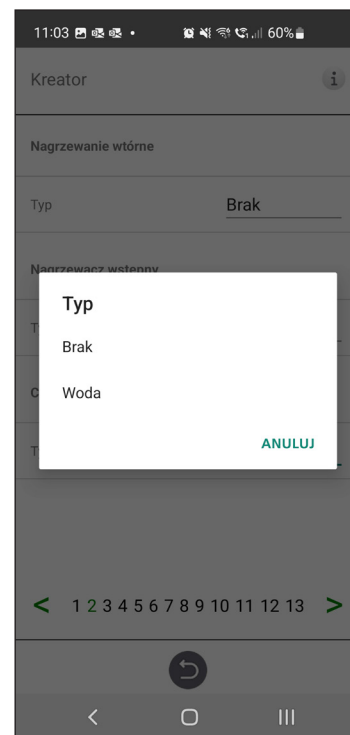 11:03 60%
Kreator i
Nagrzewanie wtórne
Typ Brak
Nagrzewacz wstępny
T
Typ
Brak
C
Woda
T
ANULUJ
< 1 2 3 4 5 6 7 8 9 10 11 12 13 >